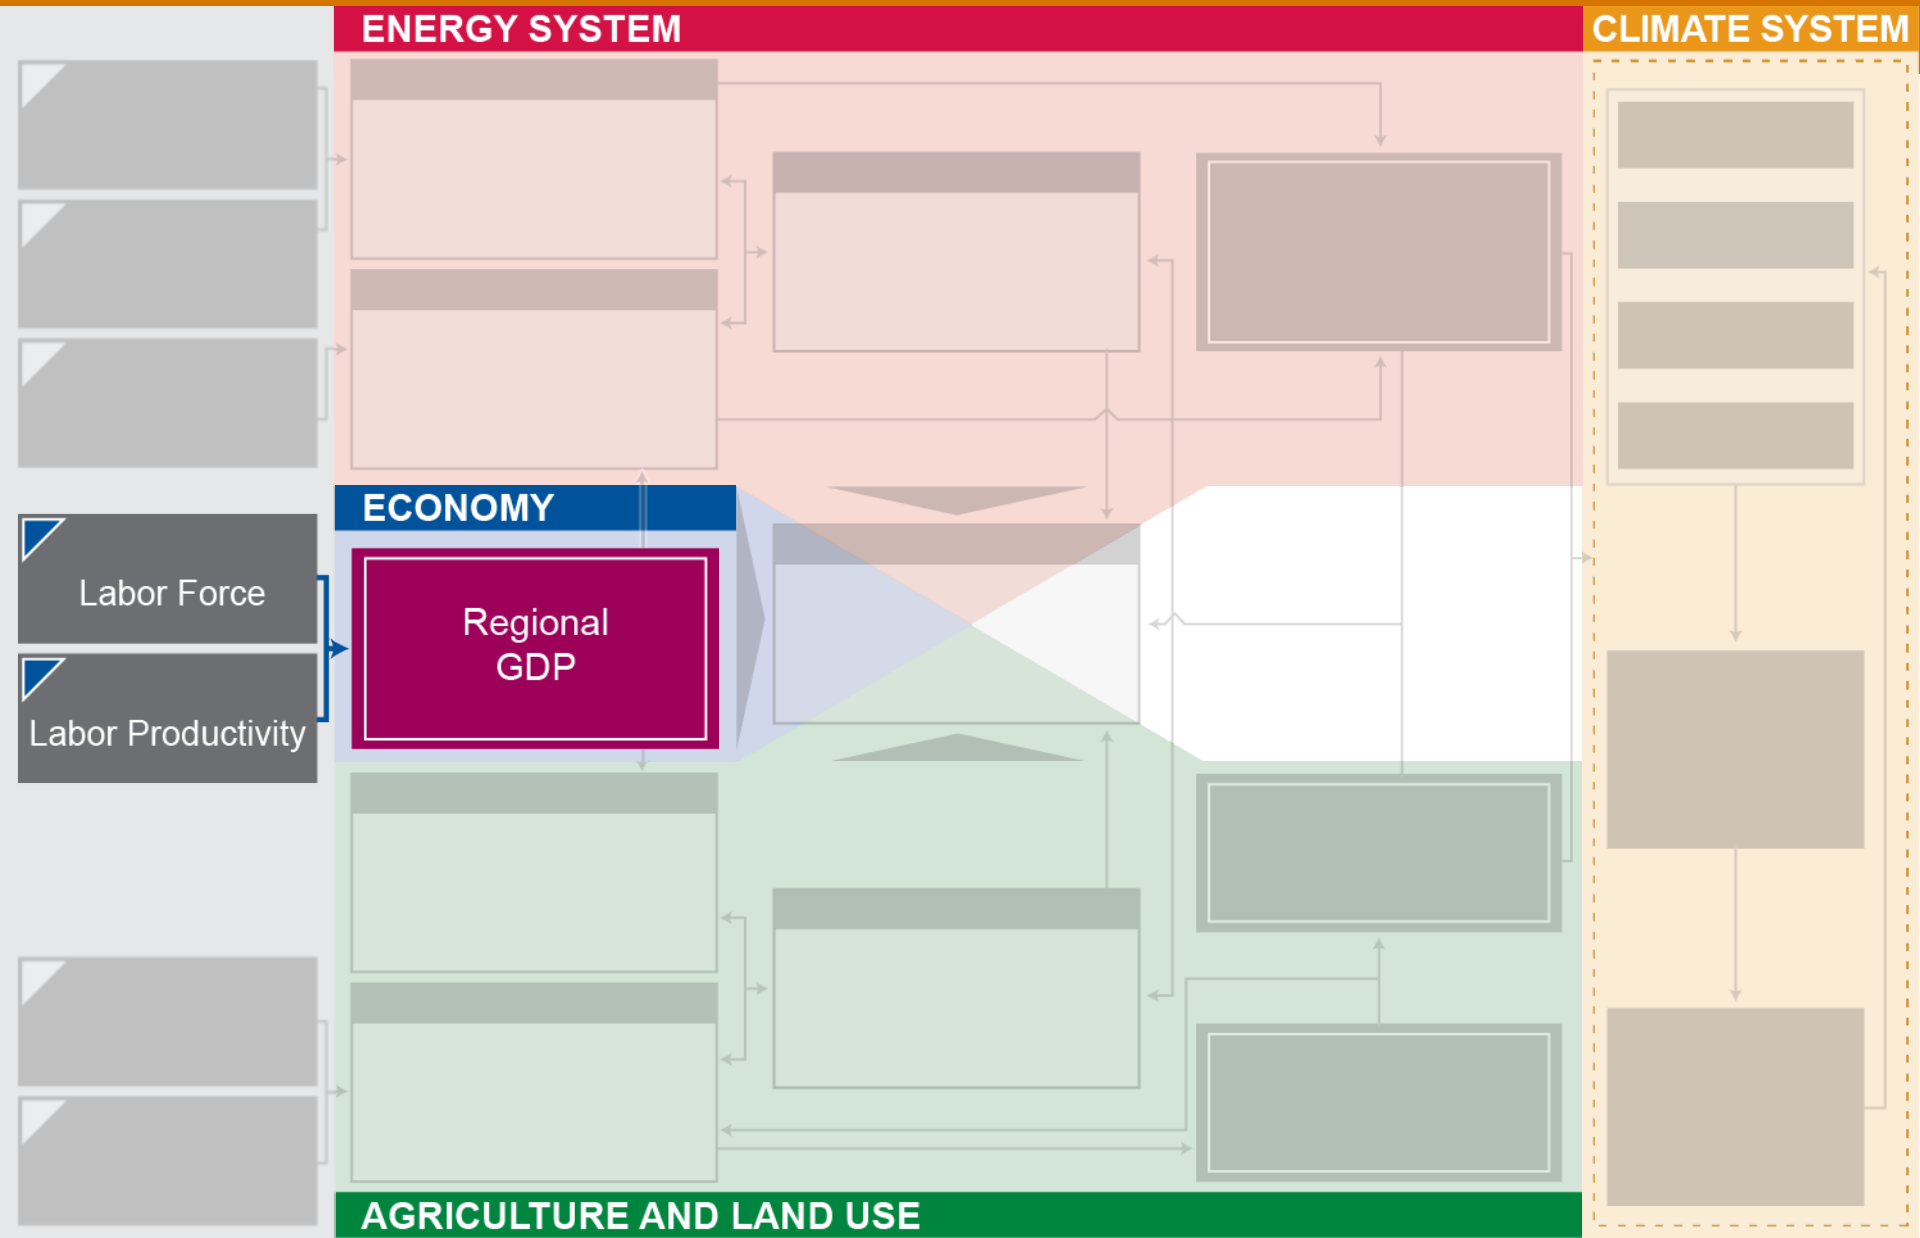 ENERGY SYSTEM
CLIMATE SYSTEM
ECONOMY
Labor Force
Regional
GDP
Labor Productivity
AGRICULTURE AND LAND USE